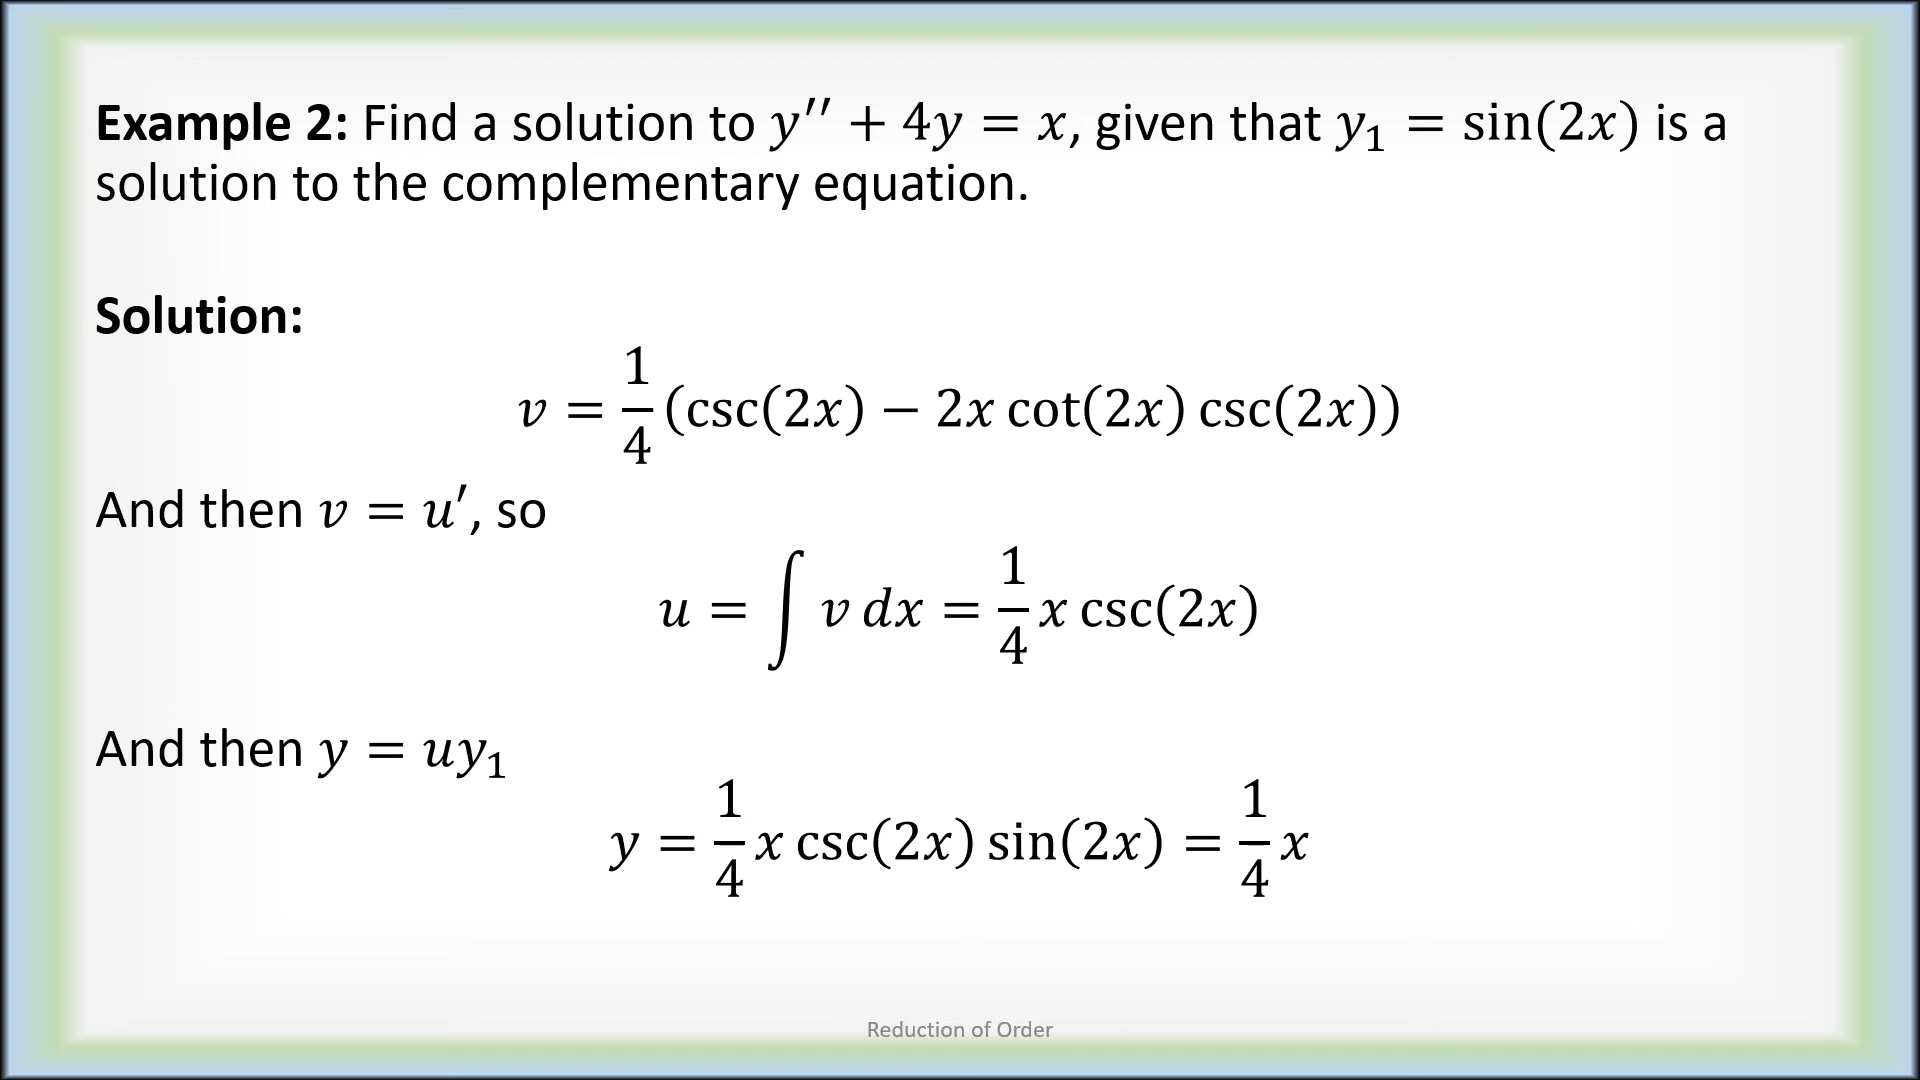 Example 2: Find a solution to y′′ + 4y = x, given that y₁ = sin(2x) is a
solution to the complementary equation.
Solution:
v = 1/4 (csc(2x) − 2x cot(2x) csc(2x))
And then v = u′, so
u = ∫ v dx = 1/4 x csc(2x)
And then y = uy₁
y = 1/4 x csc(2x) sin(2x) = 1/4 x
Reduction of Order